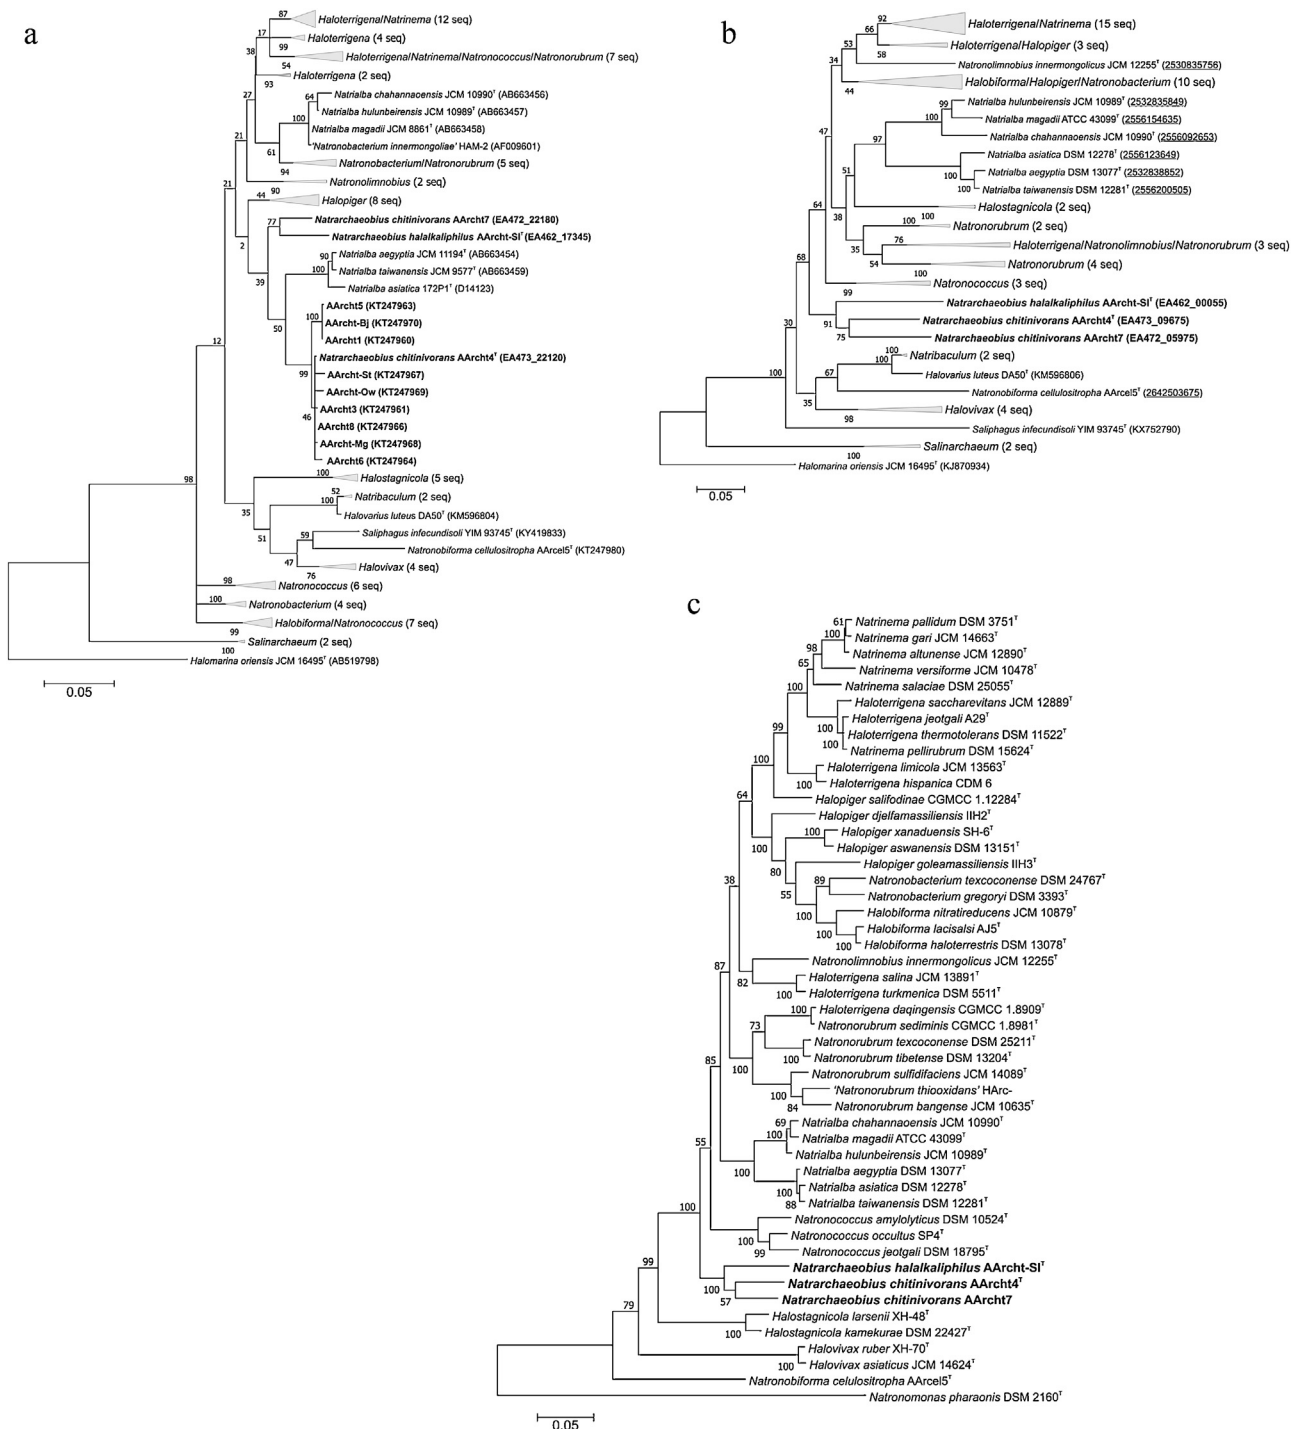 a
87
Haloterrigena/Natrinema (12 seq)
17
Haloterrigena (4 seq)
38
99
Haloterrigena/Natrinema/Natronococcus/Natronorubrum (7 seq)
54
Haloterrigena (2 seq)
93
27
64
Natrialba chahannaoensis JCM 10990ᵀ (AB663456)
Natrialba hulunbeirensis JCM 10989ᵀ (AB663457)
100
Natrialba magadii JCM 8861ᵀ (AB663458)
21
'Natronobacterium innermongoliae' HAM-2 (AF009601)
61
Natronobacterium/Natronorubrum (5 seq)
94
Natronolimnobius (2 seq)
21
44
90
Halopiger (8 seq)
77
Natrarchaeobius chitinivorans AArcht7 (EA472_22180)
2
Natrarchaeobius halalkaliphilus AArcht-Slᵀ (EA462_17345)
90
Natrialba aegyptia JCM 11194ᵀ (AB663454)
100
Natrialba taiwanensis JCM 9577ᵀ (AB663459)
39
Natrialba asiatica 172P1ᵀ (D14123)
AArcht5 (KT247963)
50
100
AArcht-Bj (KT247970)
12
AArcht1 (KT247960)
Natrarchaeobius chitinivorans AArcht4ᵀ (EA473_22120)
99
AArcht-St (KT247967)
AArcht-Ow (KT247969)
AArcht3 (KT247961)
46
AArcht8 (KT247966)
AArcht-Mg (KT247968)
AArcht6 (KT247964)
98
100
Halostagnicola (5 seq)
52
Natribaculum (2 seq)
100
35
Halovarius luteus DA50ᵀ (KM596804)
59
Saliphagus infecundisoli YIM 93745ᵀ (KY419833)
51
Natronobiforma cellulositropha AArcel5ᵀ (KT247980)
47
Halovivax (4 seq)
76
98
Natronococcus (6 seq)
100
Natronobacterium (4 seq)
Halobiforma/Natronococcus (7 seq)
99
Salinarchaeum (2 seq)
100
Halomarina oriensis JCM 16495ᵀ (AB519798)
0.05
b
92
Haloterrigena/Natrinema (15 seq)
66
53
Haloterrigena/Halopiger (3 seq)
58
34
Natronolimnobius innermongolicus JCM 12255ᵀ (2530835756)
Halobiforma/Halopiger/Natronobacterium (10 seq)
44
99
Natrialba hulunbeirensis JCM 10989ᵀ (2532835849)
100
Natrialba magadii ATCC 43099ᵀ (2556154635)
47
97
Natrialba chahannaoensis JCM 10990ᵀ (2556092653)
Natrialba asiatica DSM 12278ᵀ (2556123649)
51
100
Natrialba aegyptia DSM 13077ᵀ (2532838852)
100
Natrialba taiwanensis DSM 12281ᵀ (2556200505)
64
Halostagnicola (2 seq)
38
100
100
Natronorubrum (2 seq)
35
76
Haloterrigena/Natronolimnobius/Natronorubrum (3 seq)
68
54
Natronorubrum (4 seq)
100
Natronococcus (3 seq)
99
Natrarchaeobius halalkaliphilus AArcht-Slᵀ (EA462_00055)
30
91
Natrarchaeobius chitinivorans AArcht4ᵀ (EA473_09675)
75
Natrarchaeobius chitinivorans AArcht7 (EA472_05975)
100
Natribaculum (2 seq)
100
100
67
Halovarius luteus DA50ᵀ (KM596806)
Natronobiforma cellulositropha AArcel5ᵀ (2642503675)
35
Halovivax (4 seq)
98
Saliphagus infecundisoli YIM 93745ᵀ (KX752790)
Salinarchaeum (2 seq)
100
Halomarina oriensis JCM 16495ᵀ (KJ870934)
0.05
c
61
Natrinema pallidum DSM 3751ᵀ
100
Natrinema gari JCM 14663ᵀ
98
Natrinema altunense JCM 12890ᵀ
65
Natrinema versiforme JCM 10478ᵀ
100
Natrinema salaciae DSM 25055ᵀ
Haloterrigena saccharevitans JCM 12889ᵀ
99
100
Haloterrigena jeotgali A29ᵀ
Haloterrigena thermotolerans DSM 11522ᵀ
100
Natrinema pellirubrum DSM 15624ᵀ
100
Haloterrigena limicola JCM 13563ᵀ
100
Haloterrigena hispanica CDM 6
64
Halopiger salifodinae CGMCC 1.12284ᵀ
Halopiger djelfamassiliensis IIH2ᵀ
100
100
Halopiger xanaduensis SH-6ᵀ
Halopiger aswanensis DSM 13151ᵀ
80
Halopiger goleamassiliensis IIH3ᵀ
38
89
Natronobacterium texcoconense DSM 24767ᵀ
55
Natronobacterium gregoryi DSM 3393ᵀ
100
Halobiforma nitratireducens JCM 10879ᵀ
100
Halobiforma lacisalsi AJ5ᵀ
100
Halobiforma haloterrestris DSM 13078ᵀ
87
Natronolimnobius innermongolicus JCM 12255ᵀ
82
Haloterrigena salina JCM 13891ᵀ
100
Haloterrigena turkmenica DSM 5511ᵀ
100
Haloterrigena daqingensis CGMCC 1.8909ᵀ
73
Natronorubrum sediminis CGMCC 1.8981ᵀ
Natronorubrum texcoconense DSM 25211ᵀ
85
100
100
Natronorubrum tibetense DSM 13204ᵀ
Natronorubrum sulfidifaciens JCM 14089ᵀ
100
'Natronorubrum thiooxidans' HArc-
84
Natronorubrum bangense JCM 10635ᵀ
69
Natrialba chahannaoensis JCM 10990ᵀ
55
100
Natrialba magadii ATCC 43099ᵀ
Natrialba hulunbeirensis JCM 10989ᵀ
100
Natrialba aegyptia DSM 13077ᵀ
100
Natrialba asiatica DSM 12278ᵀ
88
Natrialba taiwanensis DSM 12281ᵀ
100
Natronococcus amylolyticus DSM 10524ᵀ
100
Natronococcus occultus SP4ᵀ
99
Natronococcus jeotgali DSM 18795ᵀ
99
Natrarchaeobius halalkaliphilus AArcht-Slᵀ
100
Natrarchaeobius chitinivorans AArcht4ᵀ
57
Natrarchaeobius chitinivorans AArcht7
79
Halostagnicola larsenii XH-48ᵀ
100
Halostagnicola kamekurae DSM 22427ᵀ
Halovivax ruber XH-70ᵀ
100
Halovivax asiaticus JCM 14624ᵀ
Natronobiforma celulositropha AArcel5ᵀ
Natronomonas pharaonis DSM 2160ᵀ
0.05